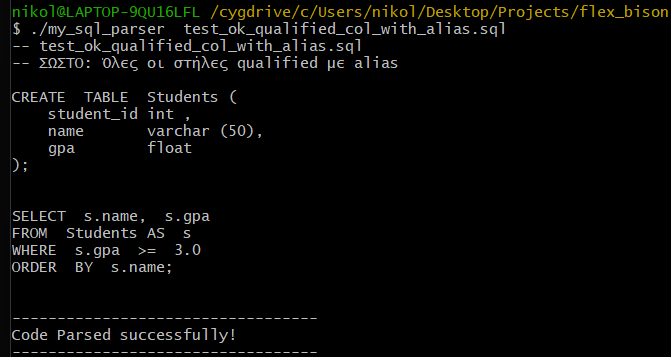 nikol@LAPTOP-9QU16LFL /cygdrive/c/Users/nikol/Desktop/Projects/flex_bison
$ ./my_sql_parser  test_ok_qualified_col_with_alias.sql
-- test_ok_qualified_col_with_alias.sql
-- ΣΩΣΤΟ: Όλες οι στήλες qualified με alias

CREATE  TABLE  Students (
    student_id int ,
    name       varchar (50),
    gpa        float
);

SELECT  s.name,  s.gpa
FROM  Students AS  s
WHERE  s.gpa  >=  3.0
ORDER  BY s.name;

----------------------------------
Code Parsed successfully!
----------------------------------